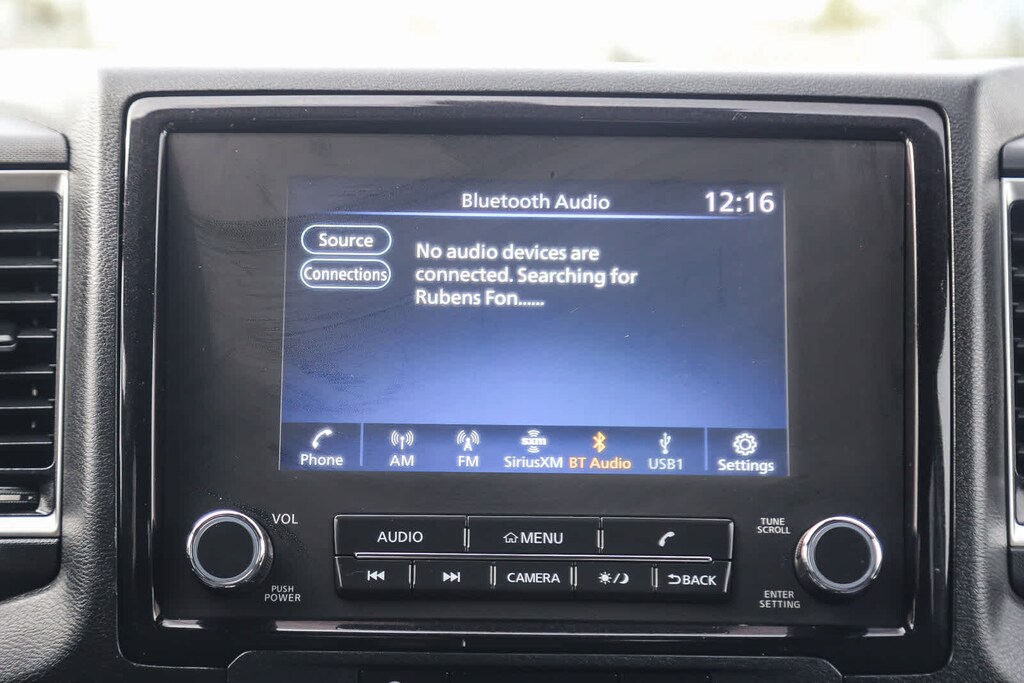 Bluetooth Audio
12:16
Source
Connections
No audio devices are
connected. Searching for
Rubens Fon......
Phone
AM
FM
sxm
SiriusXM
BT Audio
USB1
Settings
VOL
PUSH
POWER
AUDIO
MENU
CAMERA
BACK
TUNE
SCROLL
ENTER
SETTING